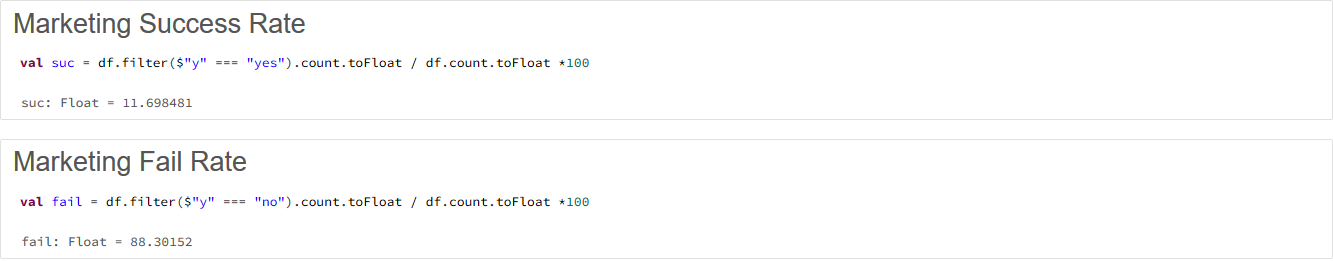 Marketing Success Rate
val suc = df.filter($"y" === "yes").count.toFloat / df.count.toFloat *100
suc: Float = 11.698481
Marketing Fail Rate
val fail = df.filter($"y" === "no").count.toFloat / df.count.toFloat *100
fail: Float = 88.30152